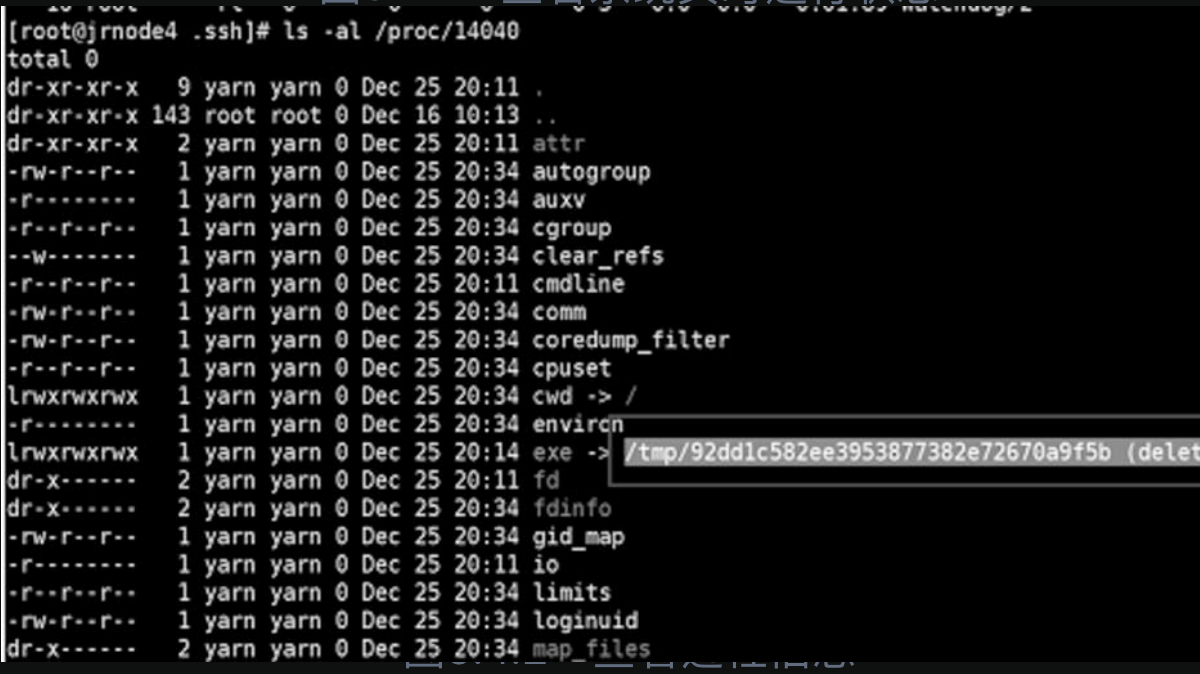 [root@jrnode4 .ssh]# ls -al /proc/14040
total 0
dr-xr-xr-x 9 yarn yarn 0 Dec 25 20:11 .
dr-xr-xr-x 143 root root 0 Dec 16 10:13 ..
dr-xr-xr-x 2 yarn yarn 0 Dec 25 20:11 attr
-rw-r--r-- 1 yarn yarn 0 Dec 25 20:34 autogroup
-r-------- 1 yarn yarn 0 Dec 25 20:34 auxv
-r--r--r-- 1 yarn yarn 0 Dec 25 20:34 cgroup
--w------- 1 yarn yarn 0 Dec 25 20:34 clear_refs
-r--r--r-- 1 yarn yarn 0 Dec 25 20:11 cmdline
-rw-r--r-- 1 yarn yarn 0 Dec 25 20:34 comm
-rw-r--r-- 1 yarn yarn 0 Dec 25 20:34 coredump_filter
-r--r--r-- 1 yarn yarn 0 Dec 25 20:34 cpuset
lrwxrwxrwx 1 yarn yarn 0 Dec 25 20:34 cwd -> /
-r-------- 1 yarn yarn 0 Dec 25 20:34 environ
lrwxrwxrwx 1 yarn yarn 0 Dec 25 20:14 exe -> /tmp/92dd1c582ee3953877382e72670a9f5b (delet
dr-x------ 2 yarn yarn 0 Dec 25 20:11 fd
dr-x------ 2 yarn yarn 0 Dec 25 20:34 fdinfo
-rw-r--r-- 1 yarn yarn 0 Dec 25 20:34 gid_map
-r-------- 1 yarn yarn 0 Dec 25 20:11 io
-r--r--r-- 1 yarn yarn 0 Dec 25 20:34 limits
-rw-r--r-- 1 yarn yarn 0 Dec 25 20:34 loginuid
dr-x------ 2 yarn yarn 0 Dec 25 20:34 map_files